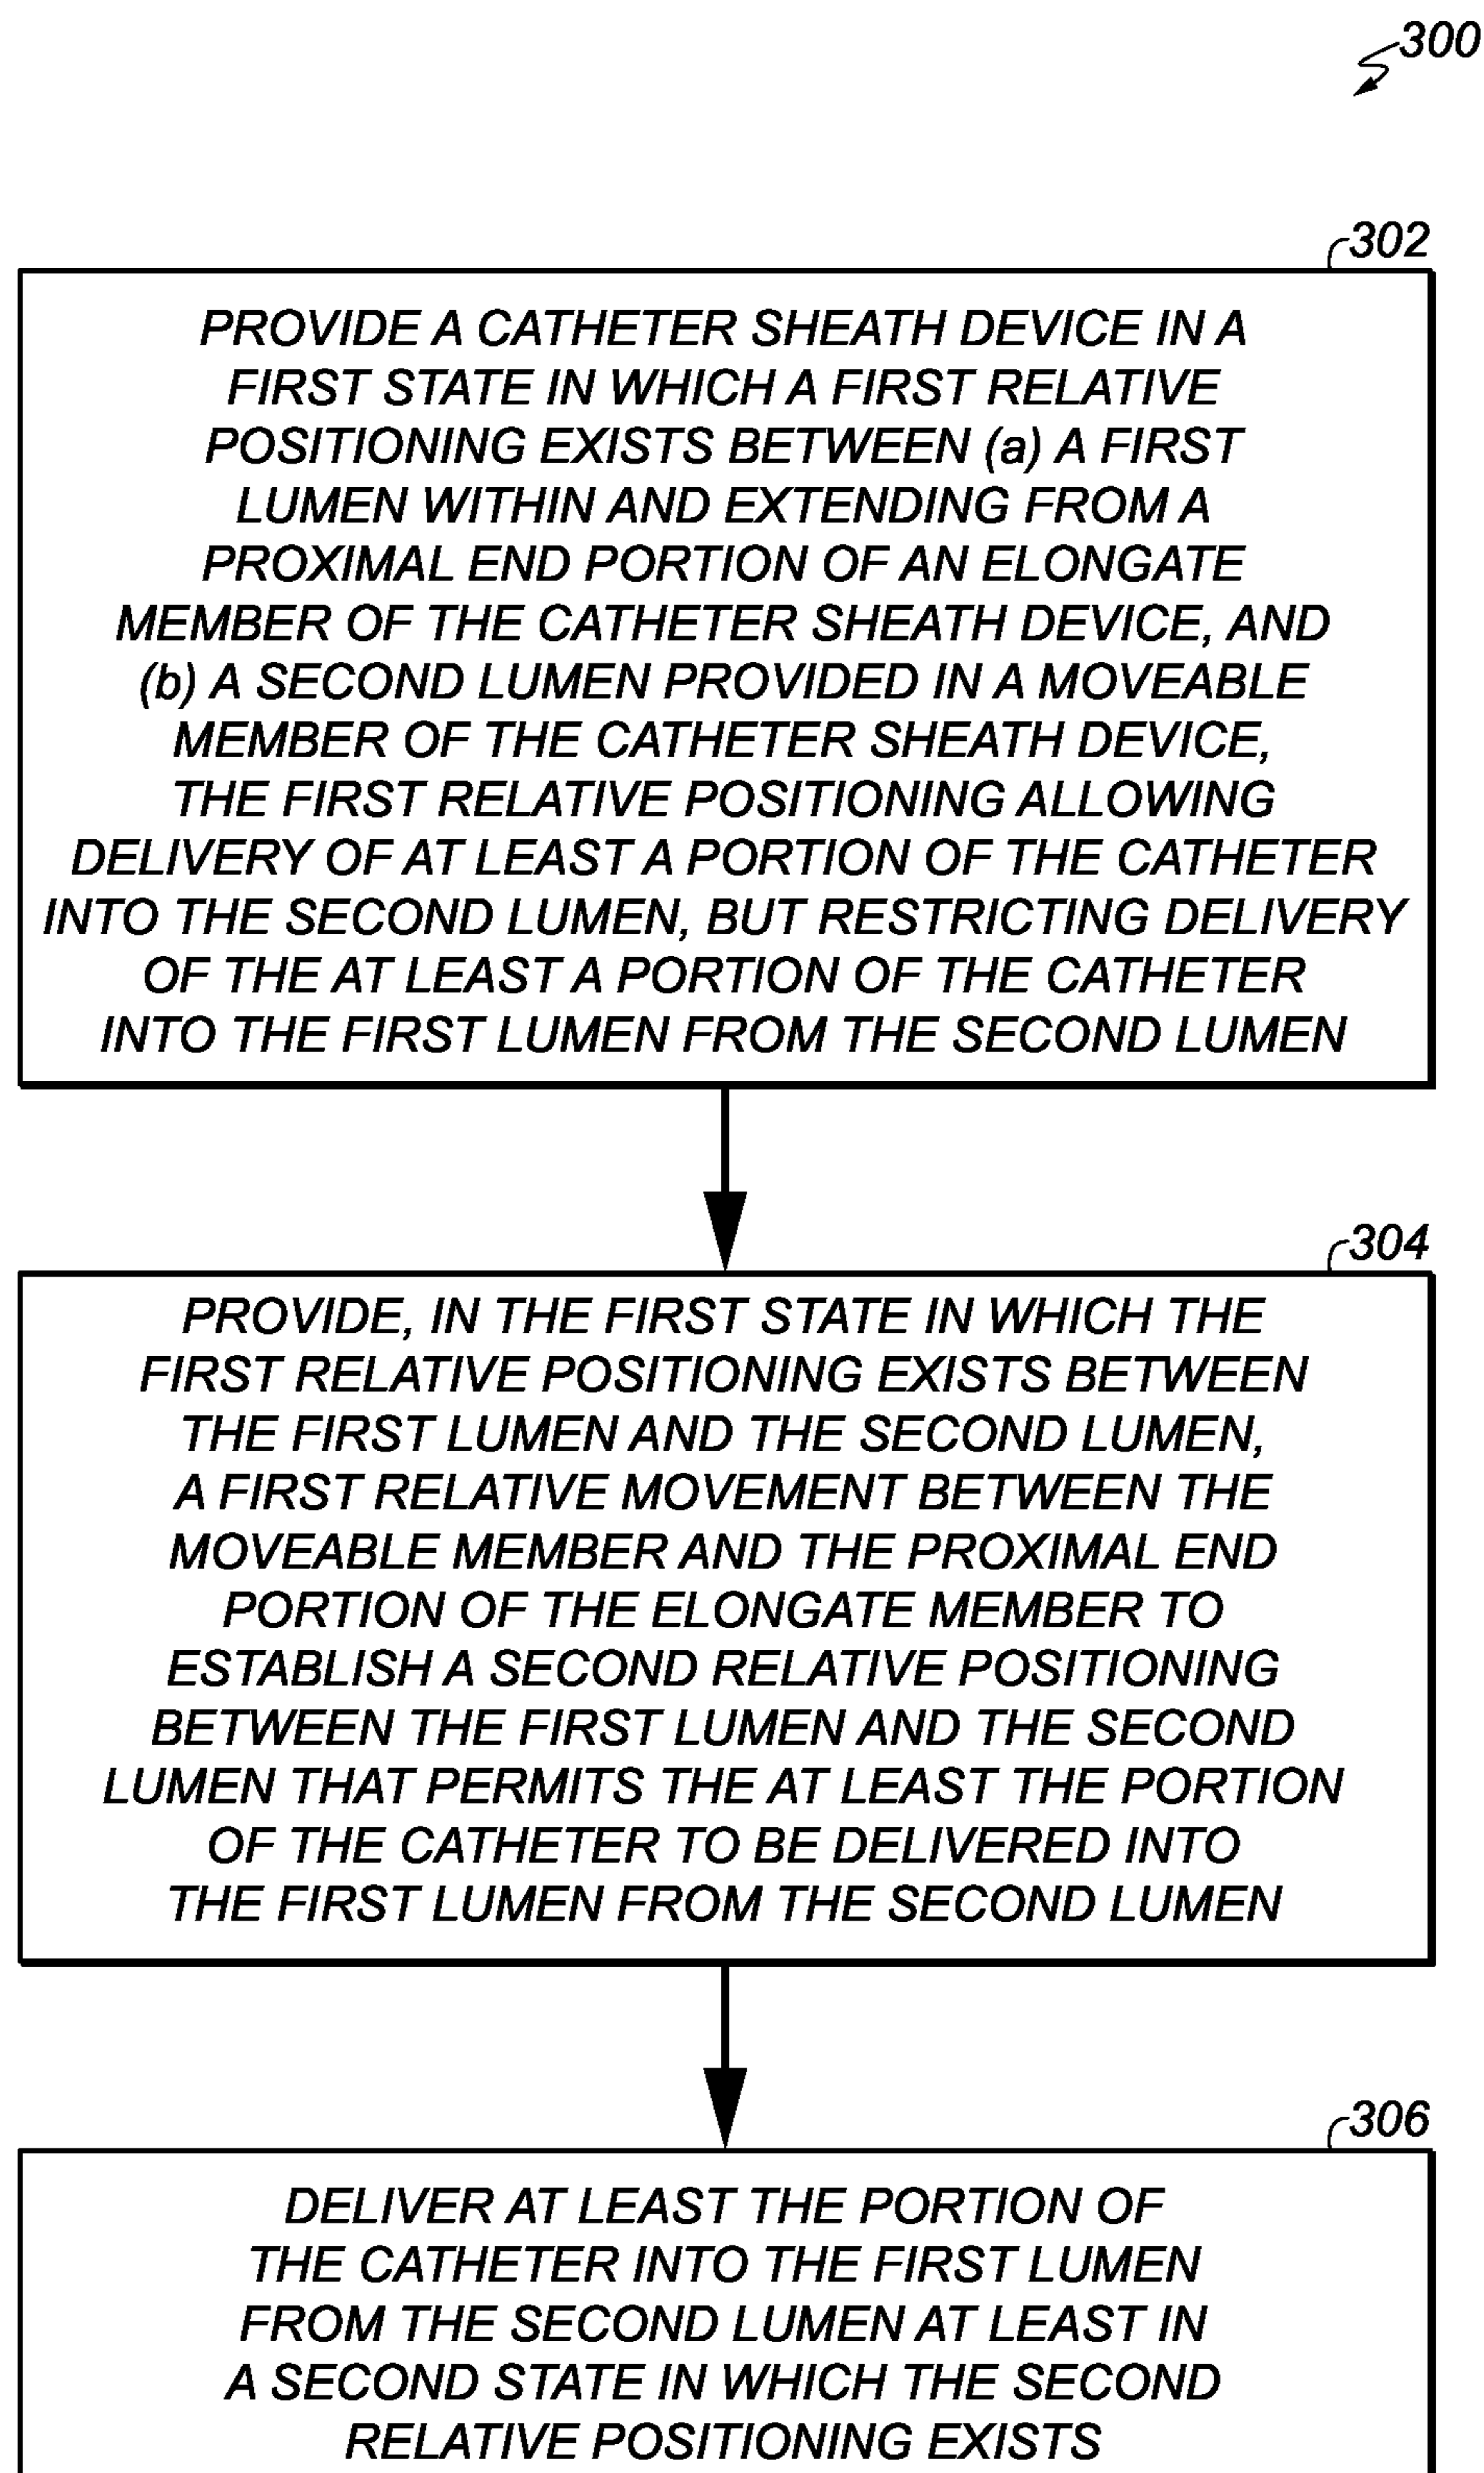 300
302
PROVIDE A CATHETER SHEATH DEVICE IN A
FIRST STATE IN WHICH A FIRST RELATIVE
POSITIONING EXISTS BETWEEN (a) A FIRST
LUMEN WITHIN AND EXTENDING FROM A
PROXIMAL END PORTION OF AN ELONGATE
MEMBER OF THE CATHETER SHEATH DEVICE, AND
(b) A SECOND LUMEN PROVIDED IN A MOVEABLE
MEMBER OF THE CATHETER SHEATH DEVICE,
THE FIRST RELATIVE POSITIONING ALLOWING
DELIVERY OF AT LEAST A PORTION OF THE CATHETER
INTO THE SECOND LUMEN, BUT RESTRICTING DELIVERY
OF THE AT LEAST A PORTION OF THE CATHETER
INTO THE FIRST LUMEN FROM THE SECOND LUMEN
304
PROVIDE, IN THE FIRST STATE IN WHICH THE
FIRST RELATIVE POSITIONING EXISTS BETWEEN
THE FIRST LUMEN AND THE SECOND LUMEN,
A FIRST RELATIVE MOVEMENT BETWEEN THE
MOVEABLE MEMBER AND THE PROXIMAL END
PORTION OF THE ELONGATE MEMBER TO
ESTABLISH A SECOND RELATIVE POSITIONING
BETWEEN THE FIRST LUMEN AND THE SECOND
LUMEN THAT PERMITS THE AT LEAST THE PORTION
OF THE CATHETER TO BE DELIVERED INTO
THE FIRST LUMEN FROM THE SECOND LUMEN
306
DELIVER AT LEAST THE PORTION OF
THE CATHETER INTO THE FIRST LUMEN
FROM THE SECOND LUMEN AT LEAST IN
A SECOND STATE IN WHICH THE SECOND
RELATIVE POSITIONING EXISTS